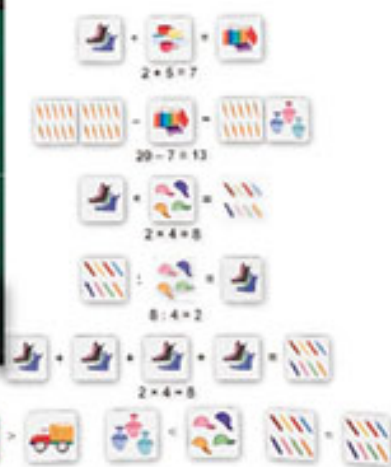 + =
2 + 5 = 7
− =
20 − 7 = 13
× =
2 × 4 = 8
: =
8 : 4 = 2
+ + + =
2 × 4 = 8
> < =